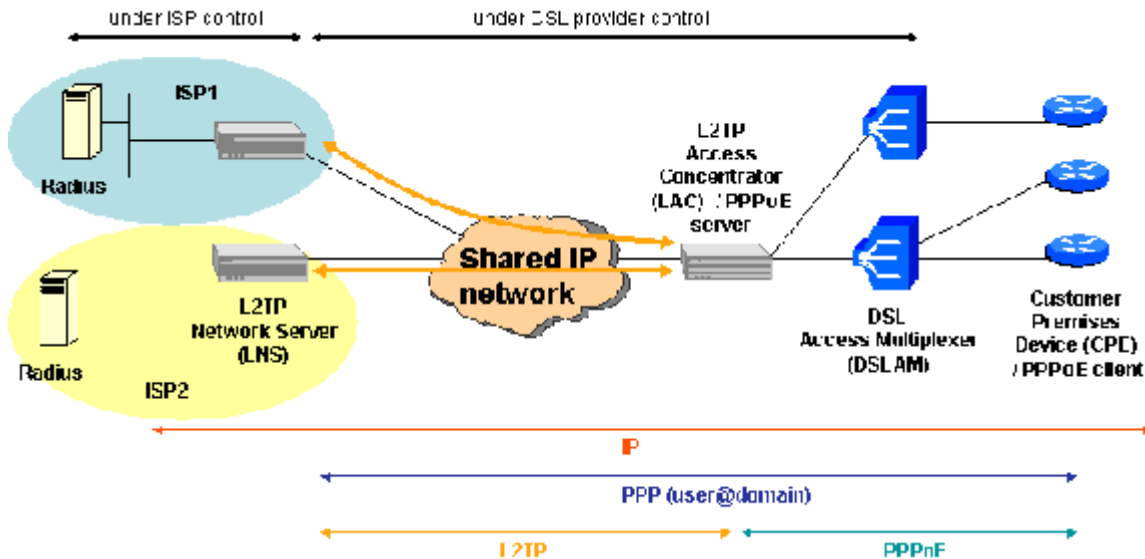 under ISP control
under DSL provider control
ISP1
Radius
L2TP
Access
Concentrator
(LAC) / PPPoE
server
Shared IP
network
L2TP
Network Server
(LNS)
Radius
ISP2
DSL
Access Multiplexer
(DSLAM)
Customer
Premises
Device (CPE)
/ PPPoE client
IP
PPP (user@domain)
L2TP
PPPoE